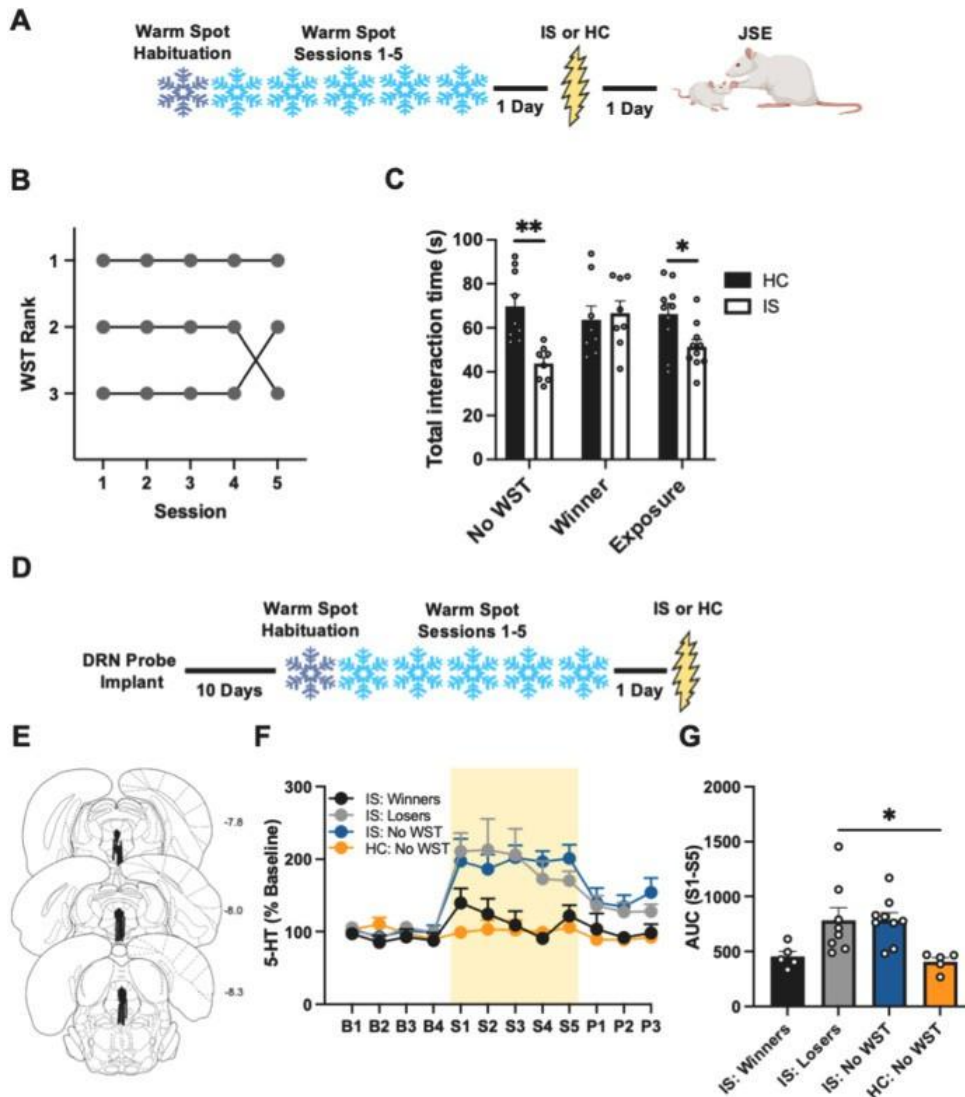 A
Warm Spot
Habituation
Warm Spot
Sessions 1-5
IS or HC
JSE
1 Day
1 Day
B
WST Rank
1
2
3
1 2 3 4 5
Session
C
Total interaction time (s)
100
80
60
40
20
0
**
*
HC
IS
No WST
Winner
Exposure
D
DRN Probe
Implant
10 Days
Warm Spot
Habituation
Warm Spot
Sessions 1-5
1 Day
IS or HC
E
-7.8
-8.0
-8.3
F
5-HT (% Baseline)
300
200
100
0
IS: Winners
IS: Losers
IS: No WST
HC: No WST
B1 B2 B3 B4 S1 S2 S3 S4 S5 P1 P2 P3
G
AUC (S1-S5)
2000
1500
1000
500
0
*
IS: Winners
IS: Losers
IS: No WST
HC: No WST